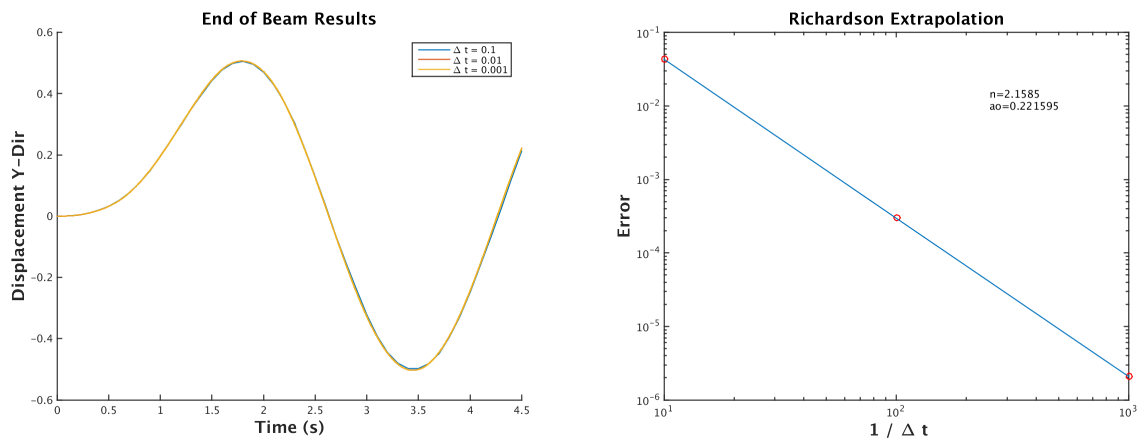 End of Beam Results
Displacement Y-Dir
0.6
0.4
0.2
0
-0.2
-0.4
-0.6
0 0.5 1 1.5 2 2.5 3 3.5 4 4.5
Time (s)
Δ t = 0.1
Δ t = 0.01
Δ t = 0.001
Richardson Extrapolation
Error
10⁻¹
10⁻²
10⁻³
10⁻⁴
10⁻⁵
10⁻⁶
10¹ 10² 10³
1 / Δ t
n=2.1585
ao=0.221595